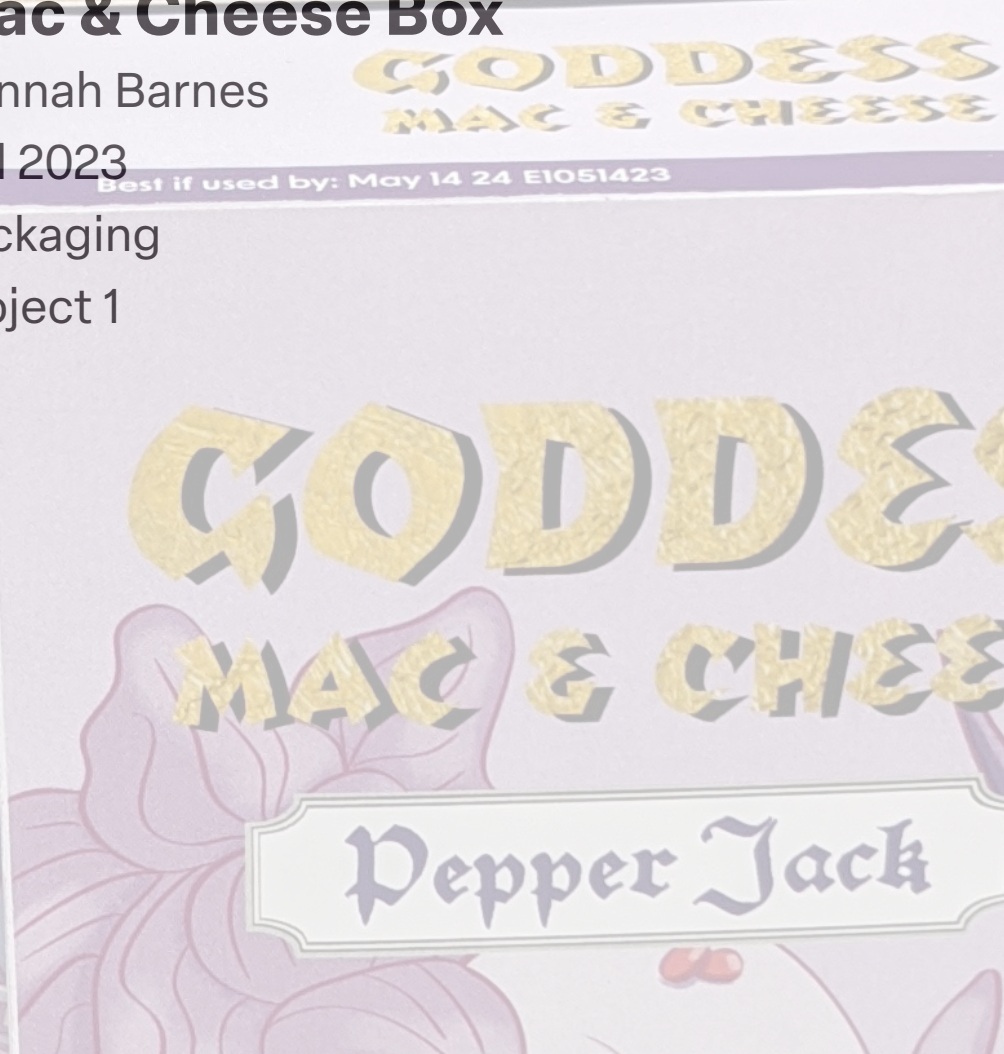 ac & Cheese Box
nnah Barnes
2023
ckaging
ject 1
GODDESS
MAC & CHEESE
Best if used by: May 14 24 E1051423
GODDES
MAC & CHEE
Pepper Jack